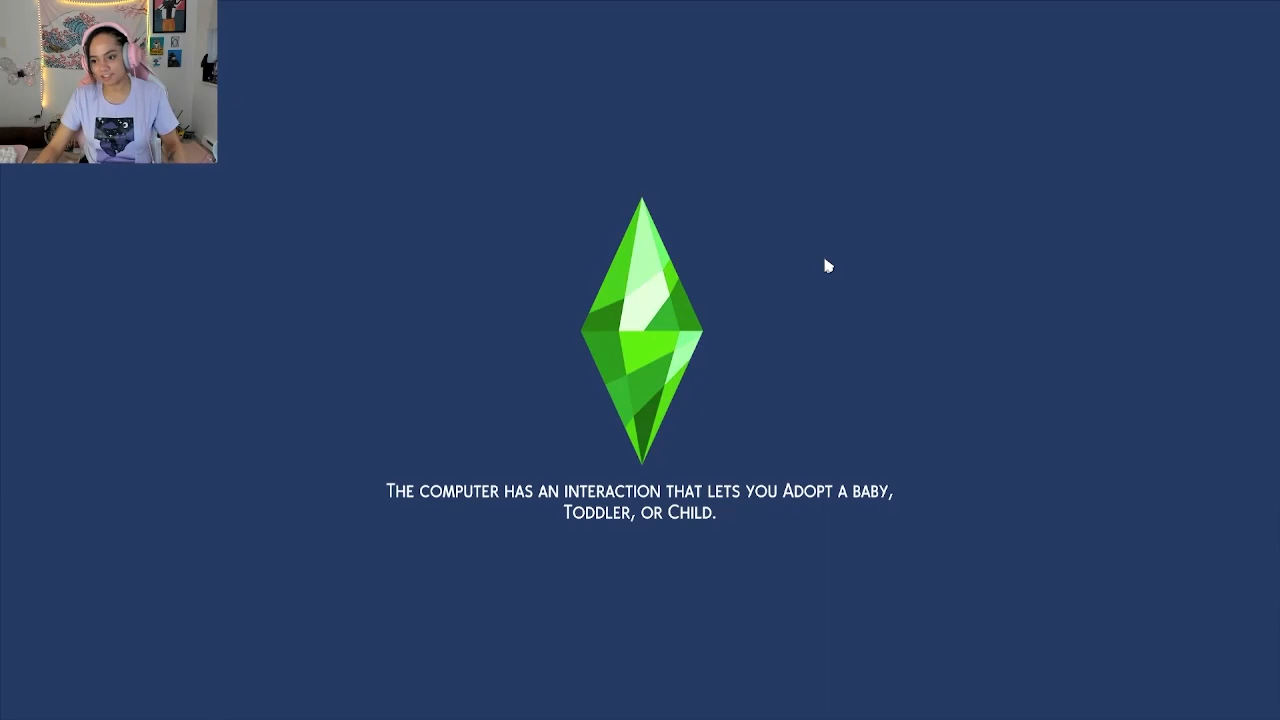 The computer has an interaction that lets you Adopt a baby,
Toddler, or Child.